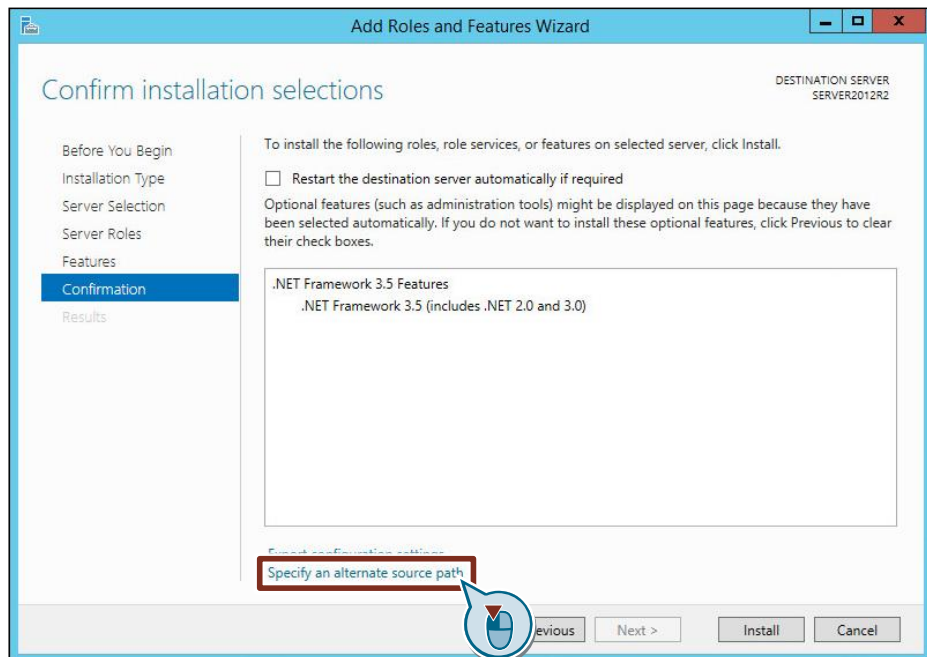 Add Roles and Features Wizard
Confirm installation selections
DESTINATION SERVER
SERVER2012R2
Before You Begin
Installation Type
Server Selection
Server Roles
Features
Confirmation
Results
To install the following roles, role services, or features on selected server, click Install.
Restart the destination server automatically if required
Optional features (such as administration tools) might be displayed on this page because they have
been selected automatically. If you do not want to install these optional features, click Previous to clear
their check boxes.
.NET Framework 3.5 Features
.NET Framework 3.5 (includes .NET 2.0 and 3.0)
Export configuration settings
Specify an alternate source path
evious
Next >
Install
Cancel